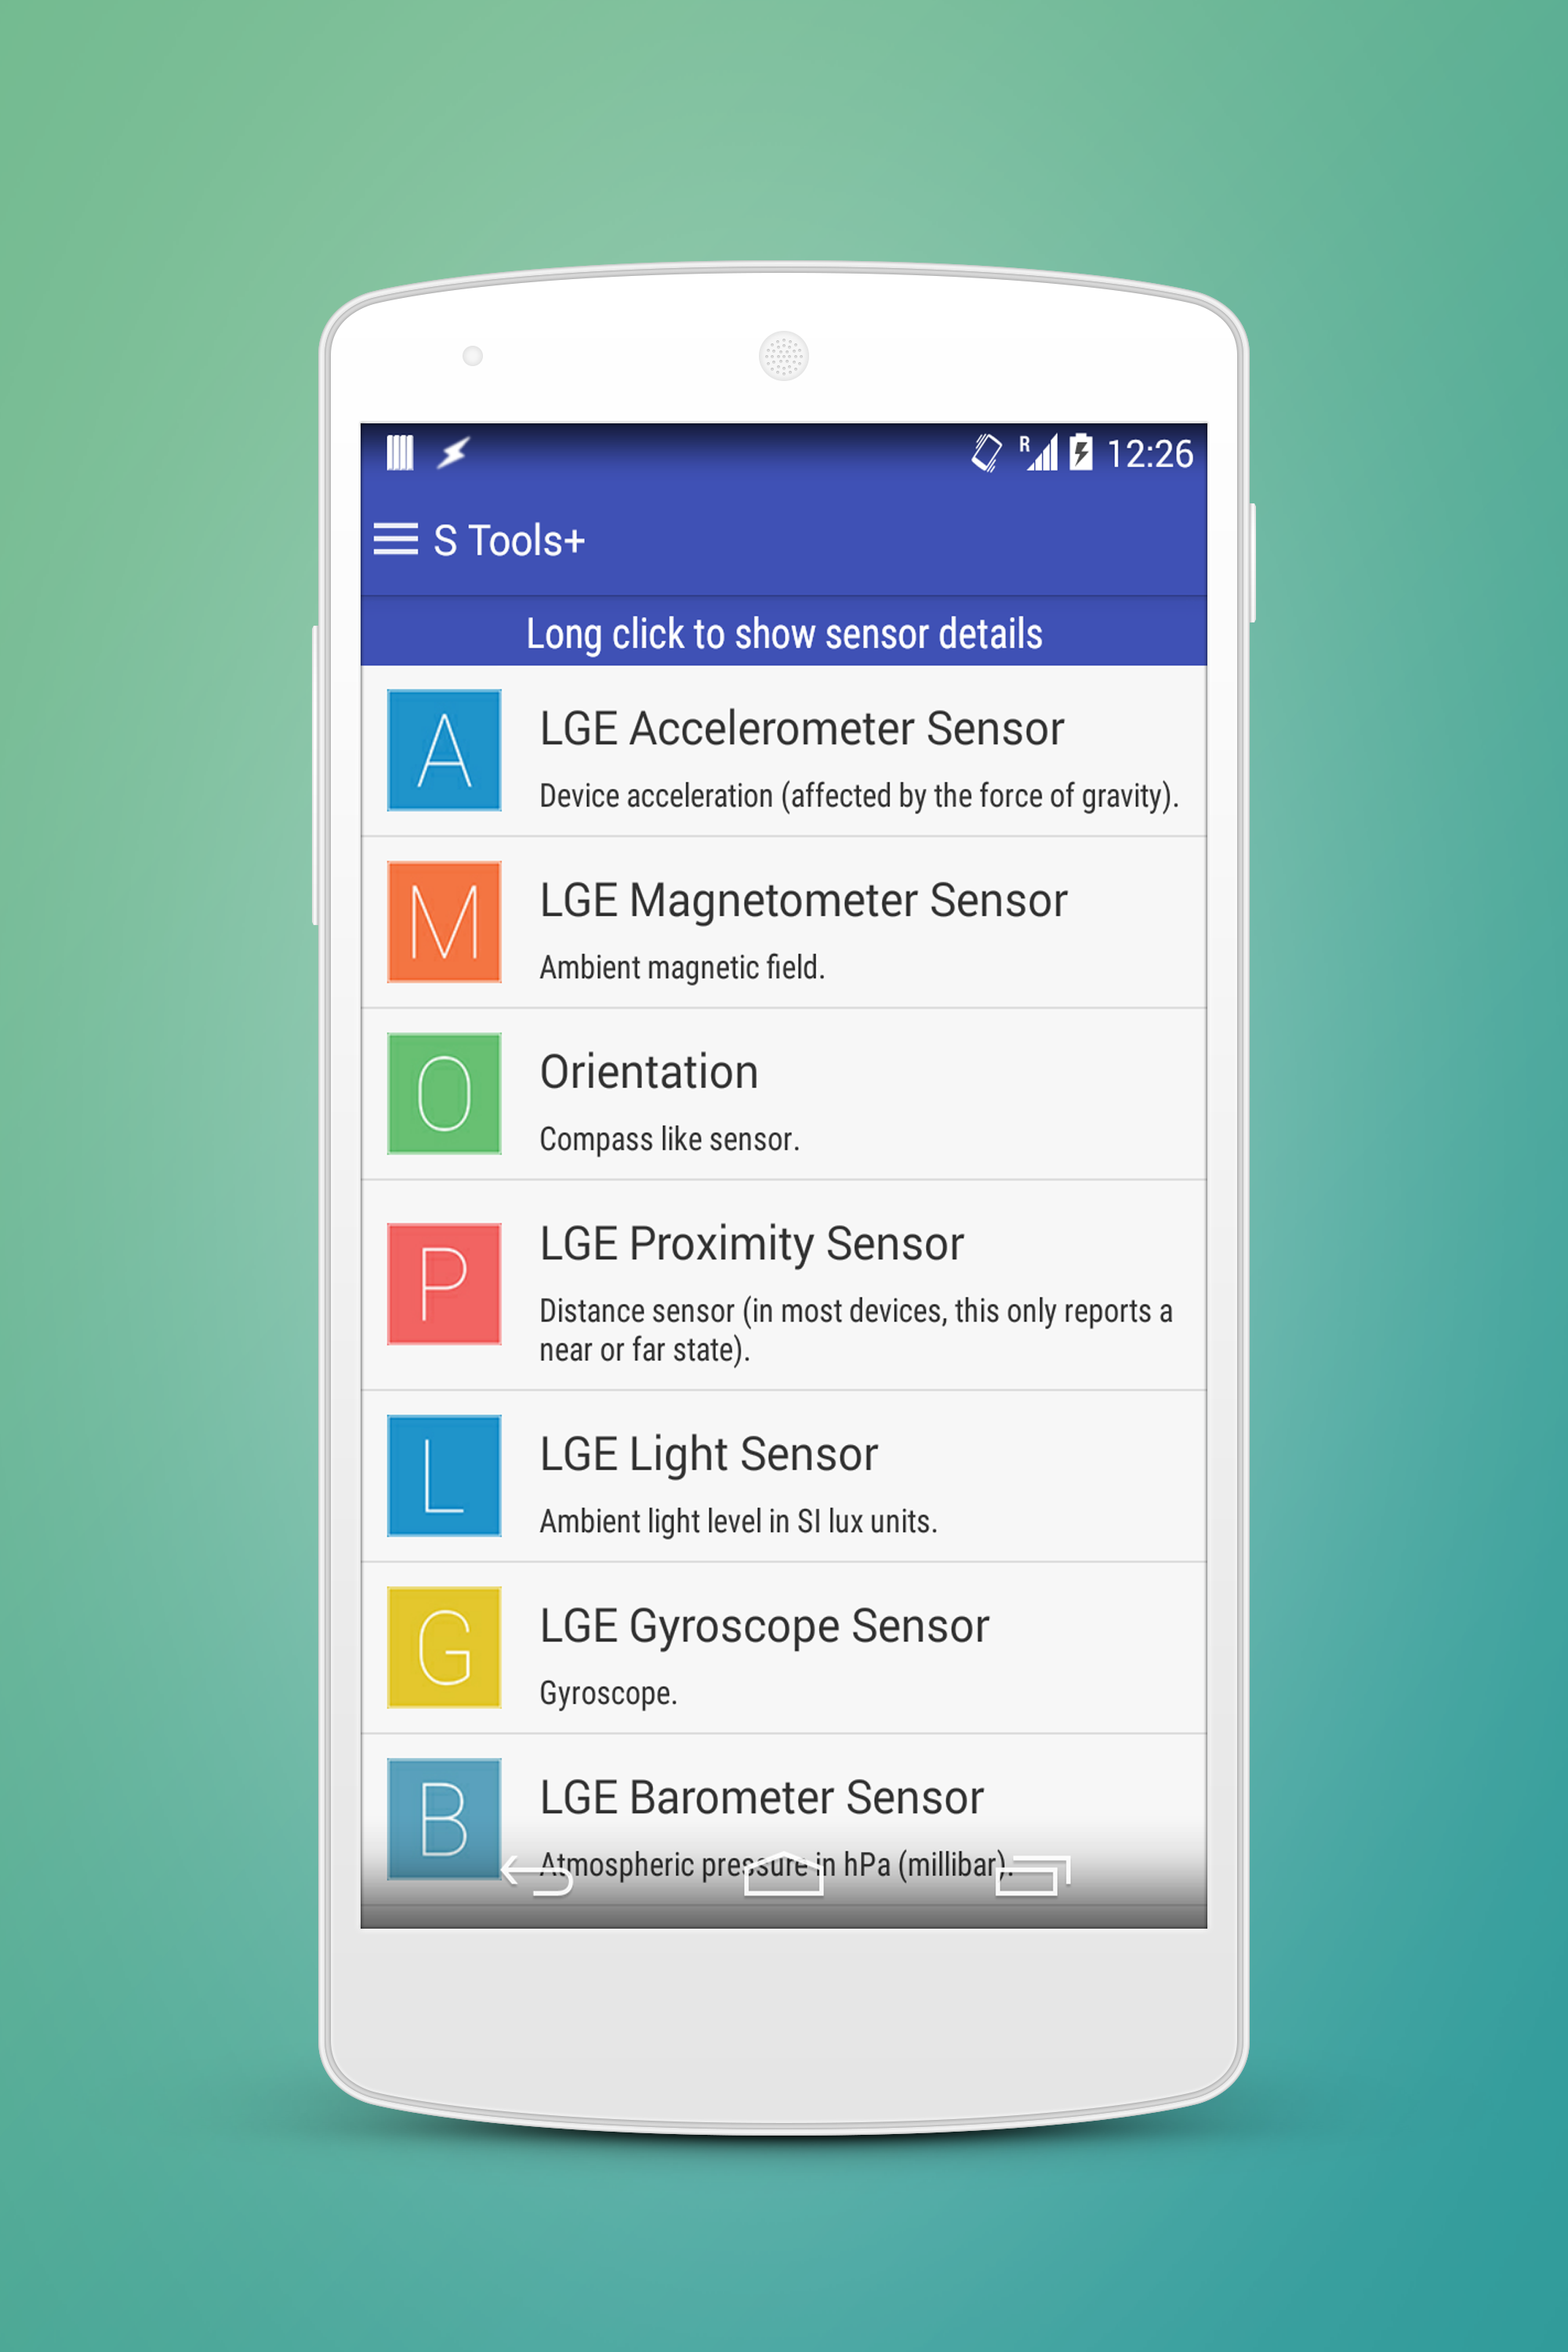 R 12:26
S Tools+
Long click to show sensor details
A
LGE Accelerometer Sensor
Device acceleration (affected by the force of gravity).
M
LGE Magnetometer Sensor
Ambient magnetic field.
O
Orientation
Compass like sensor.
P
LGE Proximity Sensor
Distance sensor (in most devices, this only reports a
near or far state).
L
LGE Light Sensor
Ambient light level in SI lux units.
G
LGE Gyroscope Sensor
Gyroscope.
B
LGE Barometer Sensor
Atmospheric pressure in hPa (millibar).